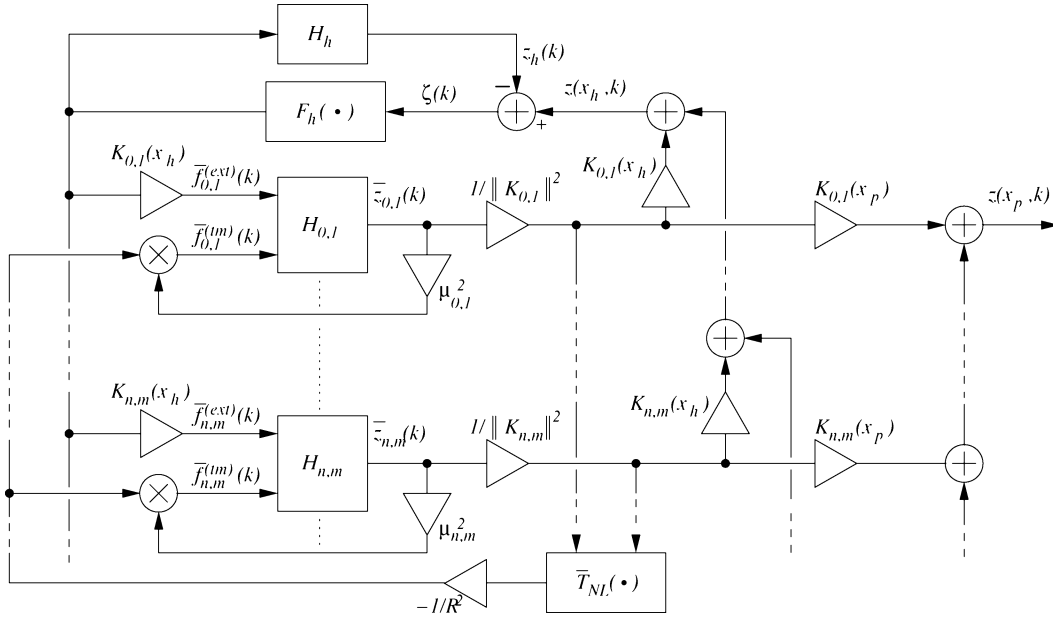 H_h
z_h(k)
F_h(•)
ζ(k)
−
+
z(x_h,k)
K_{0,1}(x_h)
f̅_{0,1}^{(ext)}(k)
H_{0,1}
z̅_{0,1}(k)
1/‖K_{0,1}‖^2
K_{0,1}(x_h)
K_{0,1}(x_p)
z(x_p,k)
f̅_{0,1}^{(tm)}(k)
μ_{0,1}^2
K_{n,m}(x_h)
f̅_{n,m}^{(ext)}(k)
H_{n,m}
z̅_{n,m}(k)
1/‖K_{n,m}‖^2
K_{n,m}(x_h)
K_{n,m}(x_p)
f̅_{n,m}^{(tm)}(k)
μ_{n,m}^2
−1/R^2
T̅_{NL}(•)